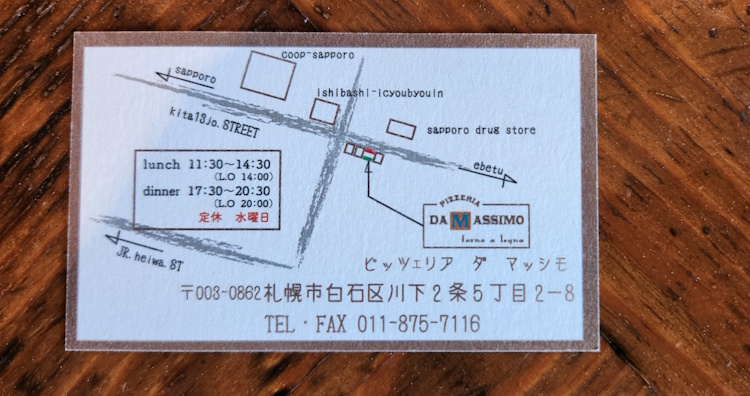 coop-sapporo
sapporo
ishibashi-icyoubyouin
kita13jo.STREET
sapporo drug store
ebetu
lunch 11:30～14:30
(L.O 14:00)
dinner 17:30～20:30
(L.O 20:00)
定休 水曜日
PIZZERIA
DA MASSIMO
forno a legna
JR.heiwa.ST
ピッツェリア ダ マッシモ
〒003-0862札幌市白石区川下2条5丁目2-8
TEL・FAX 011-875-7116